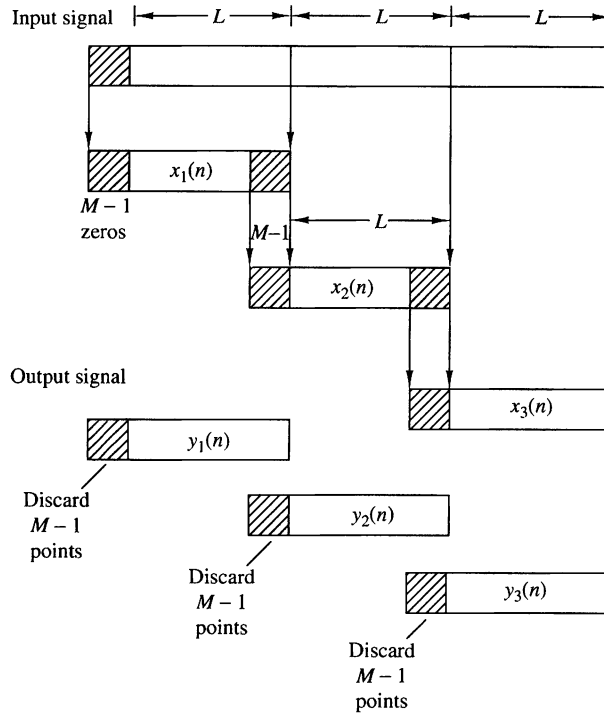 Input signal
L
L
L
x₁(n)
M – 1
zeros
M–1
L
x₂(n)
Output signal
x₃(n)
y₁(n)
Discard
M – 1
points
y₂(n)
Discard
M – 1
points
y₃(n)
Discard
M – 1
points